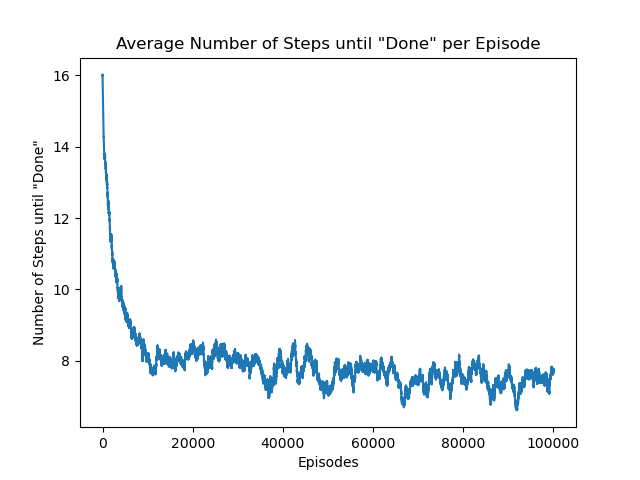 Average Number of Steps until "Done" per Episode
16
14
12
10
8
Number of Steps until "Done"
0 20000 40000 60000 80000 100000
Episodes